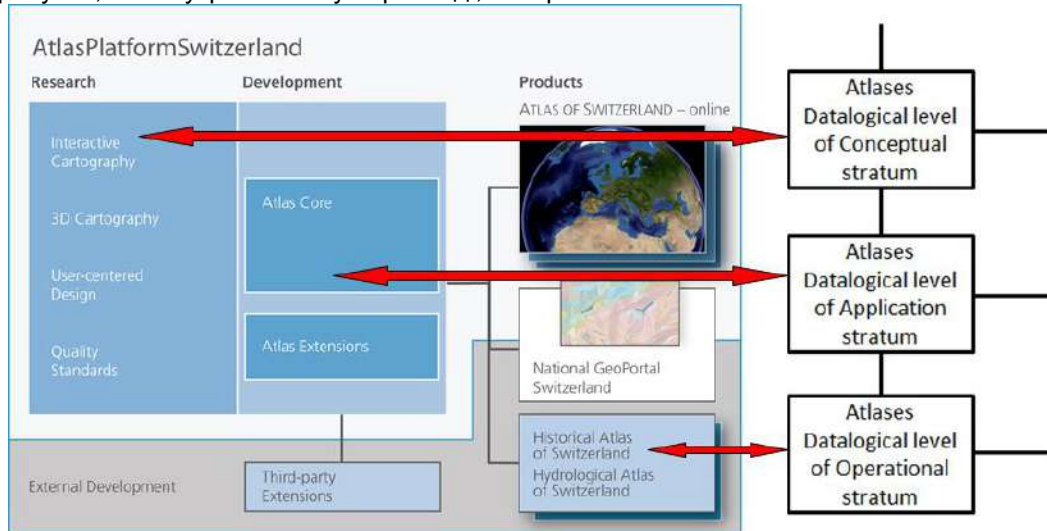 AtlasPlatformSwitzerland
Research
Development
Products
ATLAS OF SWITZERLAND – online
Interactive
Cartography
3D Cartography
User-centered
Design
Quality
Standards
Atlas Core
Atlas Extensions
National GeoPortal
Switzerland
Historical Atlas
of Switzerland
Hydrological Atlas
of Switzerland
External Development
Third-party
Extensions
Atlases
Datalogical level
of Conceptual
stratum
Atlases
Datalogical level
of Application
stratum
Atlases
Datalogical level
of Operational
stratum